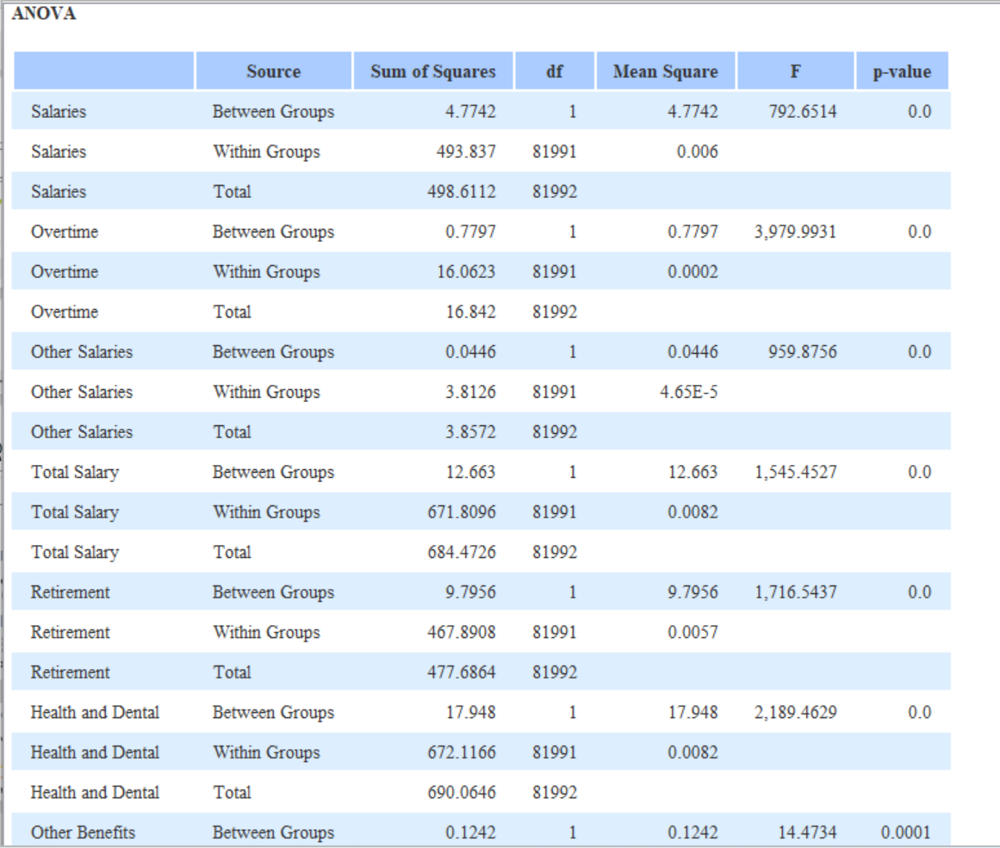 ANOVA
Source Sum of Squares df Mean Square F p-value
Salaries Between Groups 4.7742 1 4.7742 792.6514 0.0
Salaries Within Groups 493.837 81991 0.006
Salaries Total 498.6112 81992
Overtime Between Groups 0.7797 1 0.7797 3,979.9931 0.0
Overtime Within Groups 16.0623 81991 0.0002
Overtime Total 16.842 81992
Other Salaries Between Groups 0.0446 1 0.0446 959.8756 0.0
Other Salaries Within Groups 3.8126 81991 4.65E-5
Other Salaries Total 3.8572 81992
Total Salary Between Groups 12.663 1 12.663 1,545.4527 0.0
Total Salary Within Groups 671.8096 81991 0.0082
Total Salary Total 684.4726 81992
Retirement Between Groups 9.7956 1 9.7956 1,716.5437 0.0
Retirement Within Groups 467.8908 81991 0.0057
Retirement Total 477.6864 81992
Health and Dental Between Groups 17.948 1 17.948 2,189.4629 0.0
Health and Dental Within Groups 672.1166 81991 0.0082
Health and Dental Total 690.0646 81992
Other Benefits Between Groups 0.1242 1 0.1242 14.4734 0.0001